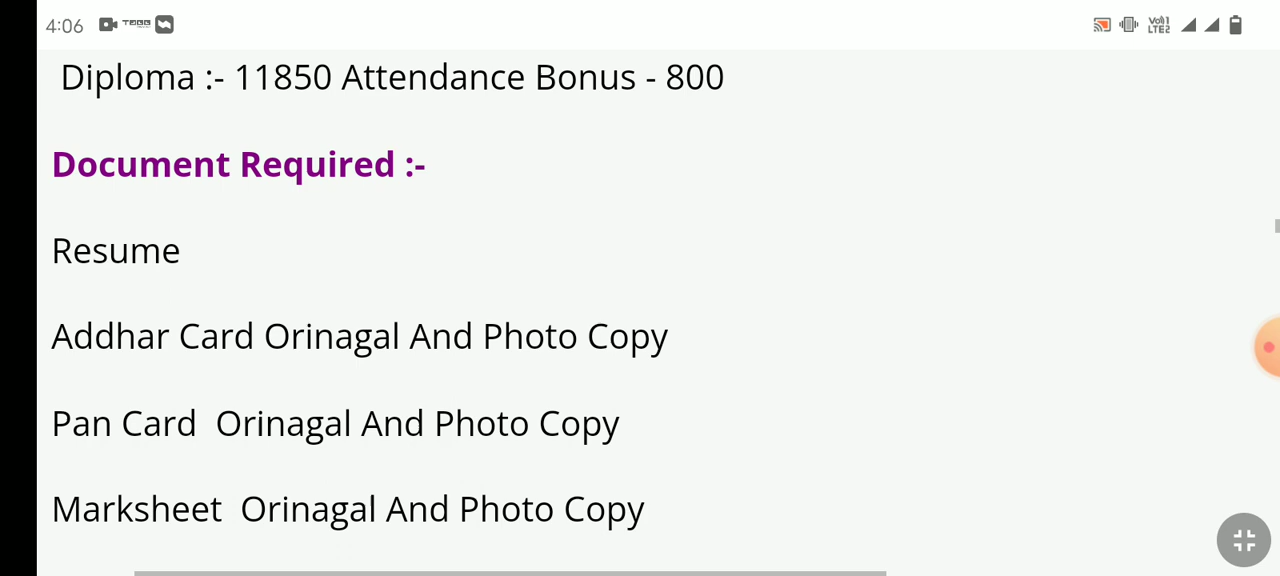 4:06
Diploma :- 11850 Attendance Bonus - 800
Document Required :-
Resume
Addhar Card Orinagal And Photo Copy
Pan Card  Orinagal And Photo Copy
Marksheet  Orinagal And Photo Copy